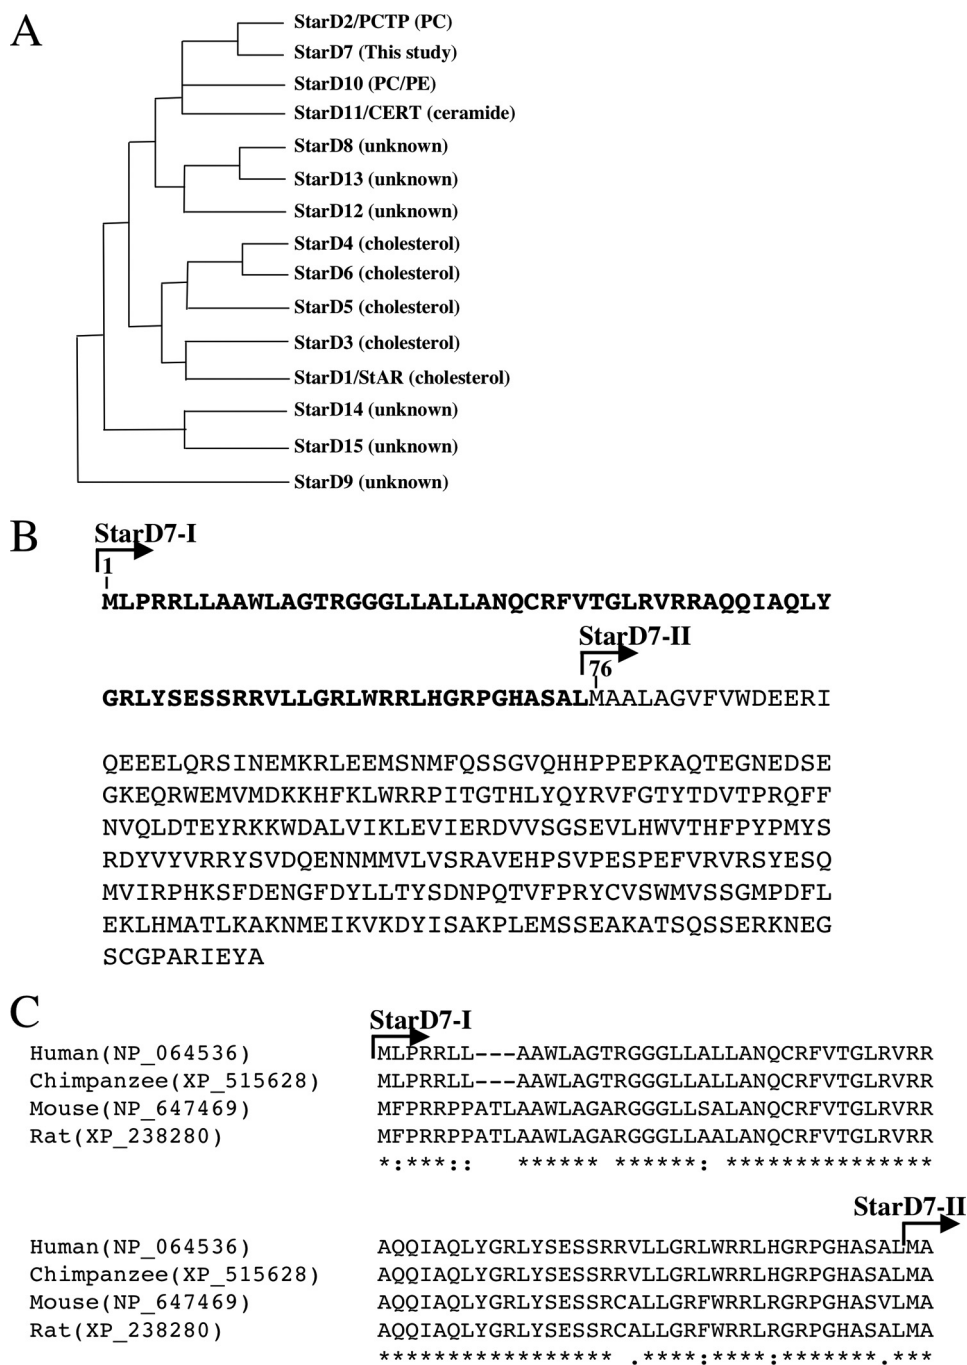 A
StarD2/PCTP (PC)
StarD7 (This study)
StarD10 (PC/PE)
StarD11/CERT (ceramide)
StarD8 (unknown)
StarD13 (unknown)
StarD12 (unknown)
StarD4 (cholesterol)
StarD6 (cholesterol)
StarD5 (cholesterol)
StarD3 (cholesterol)
StarD1/StAR (cholesterol)
StarD14 (unknown)
StarD15 (unknown)
StarD9 (unknown)
B
StarD7-I
1
MLPRRLLAAWLAGTRGGGLLALLANQCRFVTGLRVRRAQQIAQLY
StarD7-II
76
GRLYSESSRRVLLGRLWRRLHGRPGHASALMAALAGVFVWDEERI
QEEELQRSINEMKRLEEMSNMFQSSGVQHHPPEPKAQTEGNEDSE
GKEQRWEMVMDKKHFKLWRRPITGTHLYQYRVFGTYTDVTPRQFF
NVQLDTEYRKKWDALVIKLEVIERDVVSGSEVLHWVTHFPYPMYS
RDYVYVRRYSVDQENNMMVLVSRAVEHPSVPESPEFVRVRSYESQ
MVIRPHKSFDENGFDYLLTYSDNPQTVFPRYCVSWMVSSGMPDFL
EKLHMATLKAKNMEIKVKDYISAKPLEMSSEAKATSQSSERKNEG
SCGPARIEYA
C
StarD7-I
Human(NP_064536) MLPRRLL---AAWLAGTRGGGLLALLANQCRFVTGLRVRR
Chimpanzee(XP_515628) MLPRRLL---AAWLAGTRGGGLLALLANQCRFVTGLRVRR
Mouse(NP_647469) MFPRRPPATLAAWLAGARGGGLLSALANQCRFVTGLRVRR
Rat(XP_238280) MFPRRPPATLAAWLAGARGGGLLAALANQCRFVTGLRVRR
*:***::   ****** ******: ****************
StarD7-II
Human(NP_064536) AQQIAQLYGRLYSESSRRVLLGRLWRRLHGRPGHASALMA
Chimpanzee(XP_515628) AQQIAQLYGRLYSESSRRVLLGRLWRRLHGRPGHASALMA
Mouse(NP_647469) AQQIAQLYGRLYSESSRCALLGRFWRRLRGRPGHASVLMA
Rat(XP_238280) AQQIAQLYGRLYSESSRCALLGRFWRRLRGRPGHASALMA
***************** .****:****:*******.***